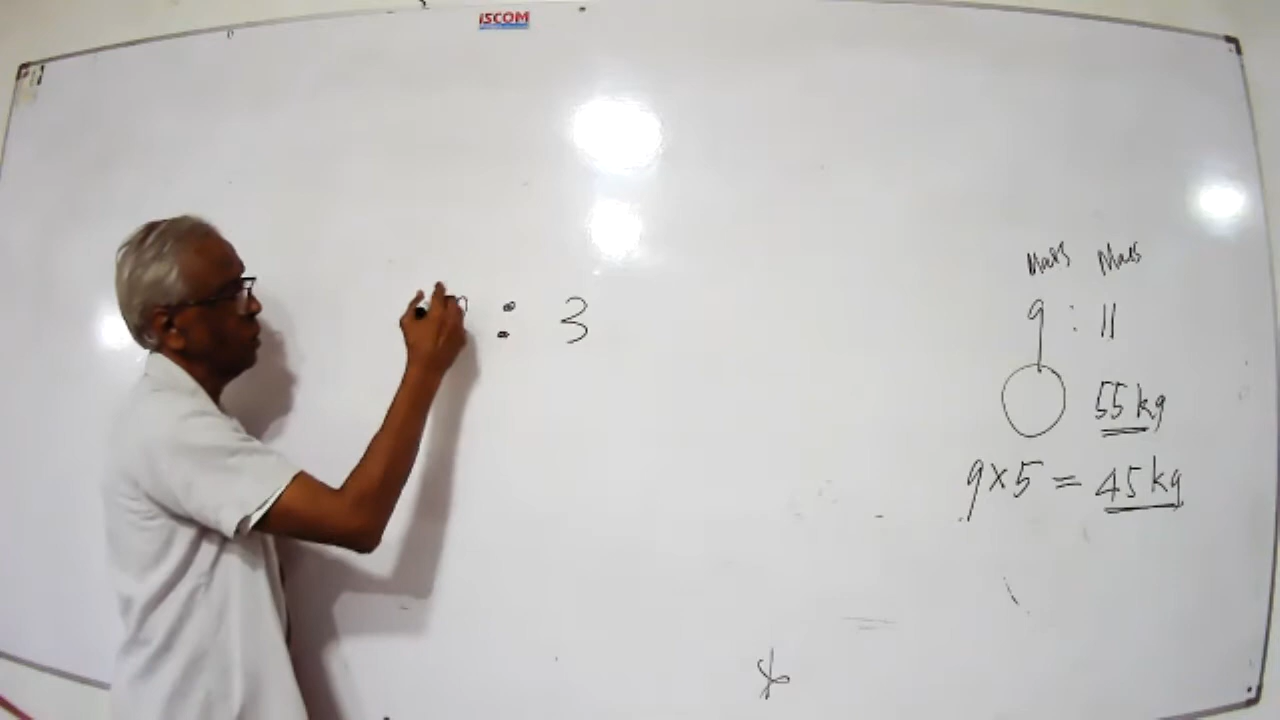 iSCOM
: 3
Mass Mass
9 : 11
55 kg
9 x 5 = 45 kg